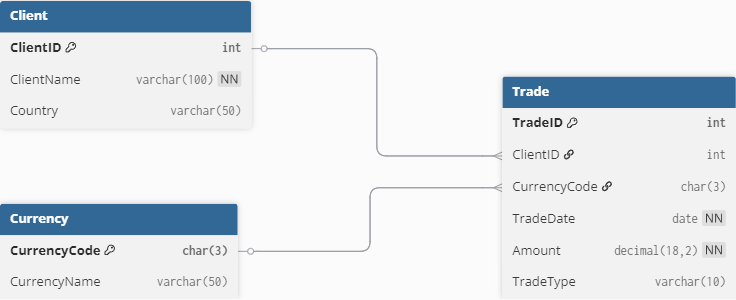 Client
ClientID int
ClientName varchar(100) NN
Country varchar(50)
Trade
TradeID int
ClientID int
CurrencyCode char(3)
TradeDate date NN
Amount decimal(18,2) NN
TradeType varchar(10)
Currency
CurrencyCode char(3)
CurrencyName varchar(50)